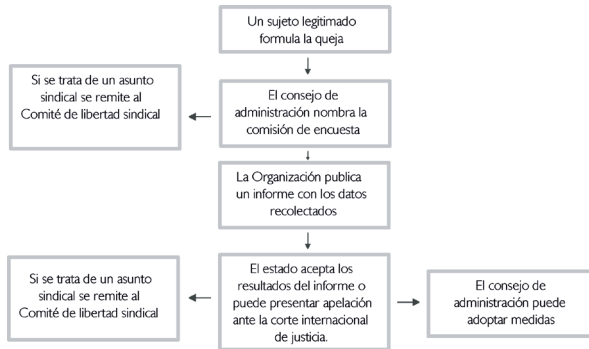 Un sujeto legitimado
formula la queja
Si se trata de un asunto
sindical se remite al
Comité de libertad sindical
El consejo de
administración nombra la
comisión de encuesta
La Organización publica
un informe con los datos
recolectados
Si se trata de un asunto
sindical se remite al
Comité de libertad sindical
El estado acepta los
resultados del informe o
puede presentar apelación
ante la corte internacional
de justicia.
El consejo de
administración puede
adoptar medidas